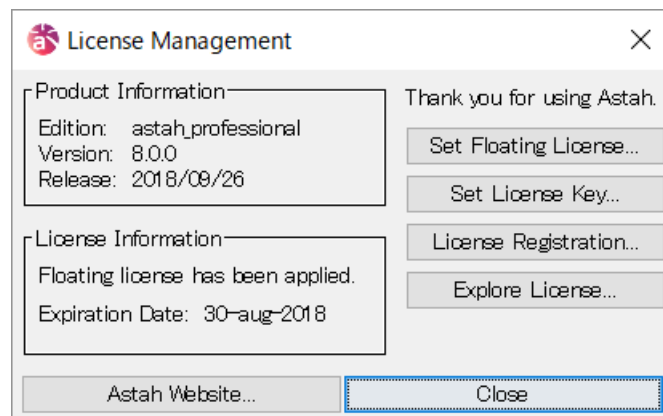 License Management
Product Information
Edition: astah_professional
Version: 8.0.0
Release: 2018/09/26
License Information
Floating license has been applied.
Expiration Date: 30-aug-2018
Thank you for using Astah.
Set Floating License...
Set License Key...
License Registration...
Explore License...
Astah Website...
Close